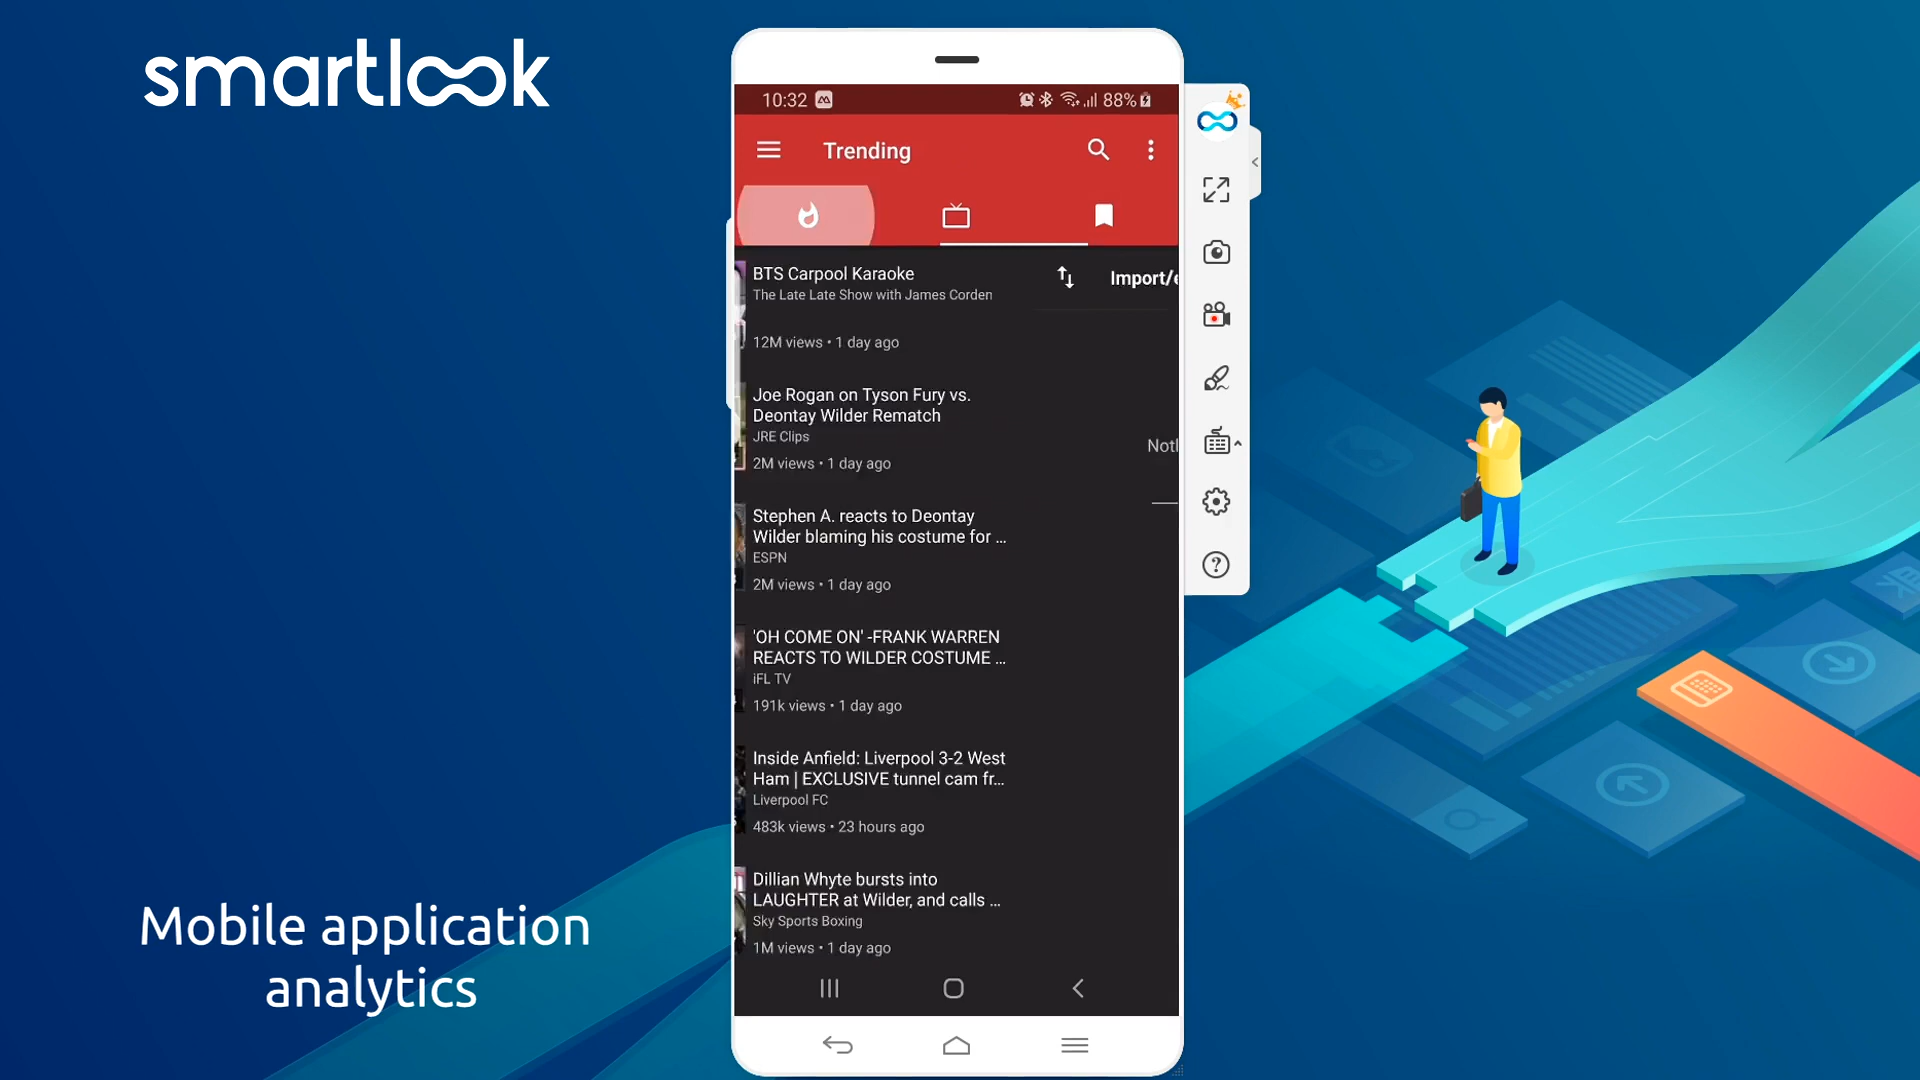 smartlook
10:32
88%
Trending
BTS Carpool Karaoke
The Late Late Show with James Corden
12M views • 1 day ago
Import/e
Joe Rogan on Tyson Fury vs.
Deontay Wilder Rematch
JRE Clips
2M views • 1 day ago
Noth
Stephen A. reacts to Deontay
Wilder blaming his costume for ...
ESPN
2M views • 1 day ago
'OH COME ON' -FRANK WARREN
REACTS TO WILDER COSTUME ...
iFL TV
191k views • 1 day ago
Inside Anfield: Liverpool 3-2 West
Ham | EXCLUSIVE tunnel cam fr...
Liverpool FC
483k views • 23 hours ago
Dillian Whyte bursts into
LAUGHTER at Wilder, and calls ...
Sky Sports Boxing
1M views • 1 day ago
Mobile application
analytics